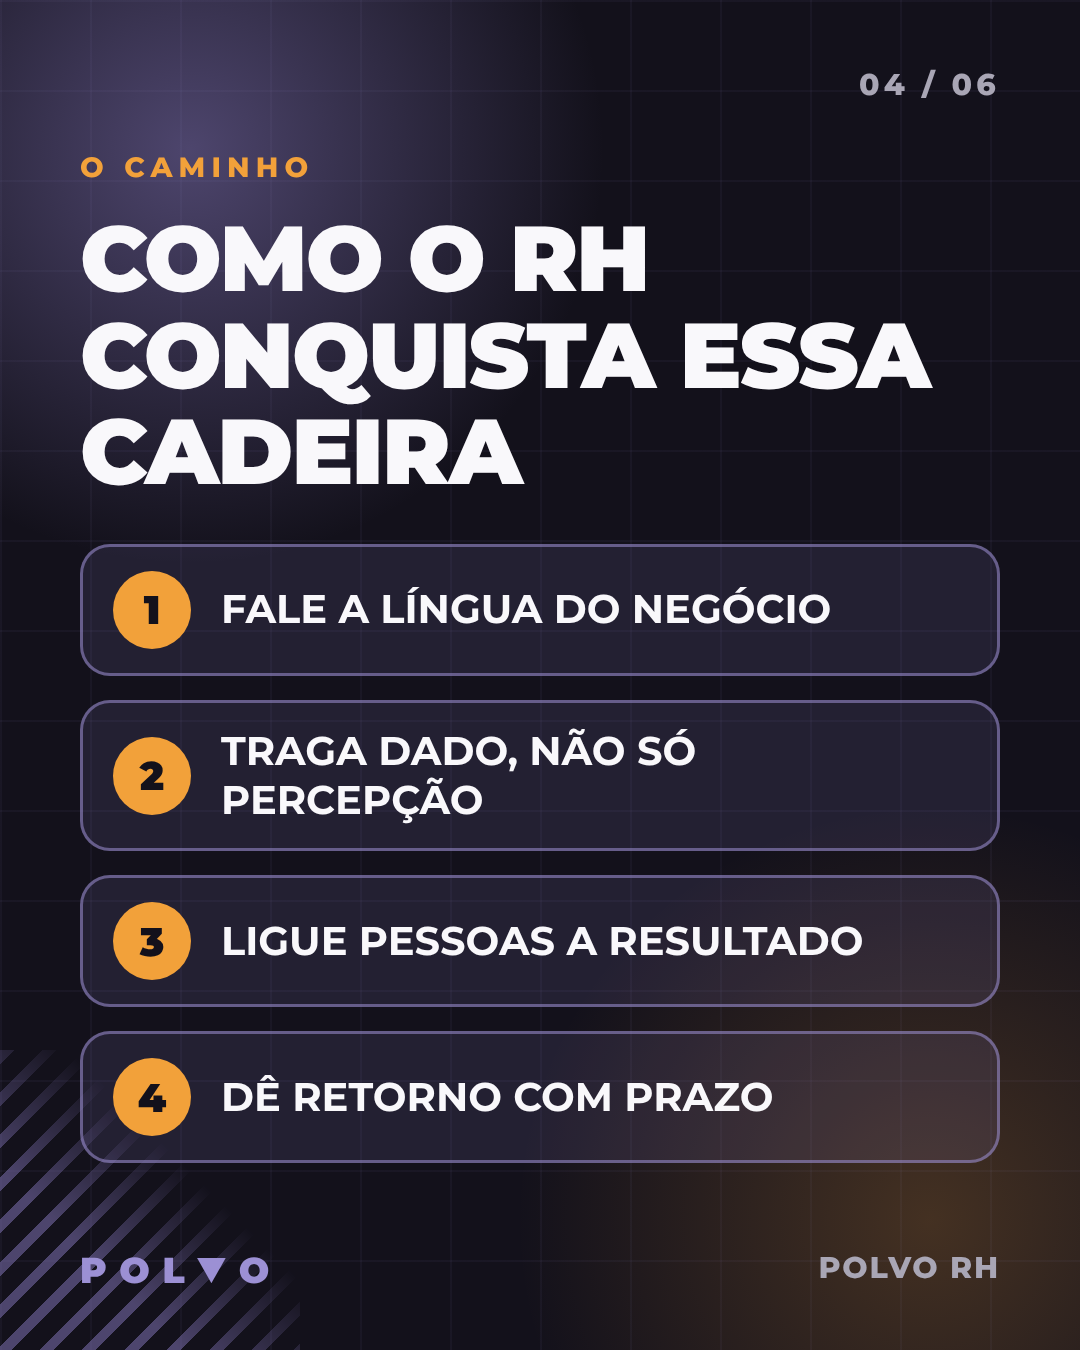 04 / 06
O CAMINHO
COMO O RH
CONQUISTA ESSA
CADEIRA
1 FALE A LÍNGUA DO NEGÓCIO
2 TRAGA DADO, NÃO SÓ
PERCEPÇÃO
3 LIGUE PESSOAS A RESULTADO
4 DÊ RETORNO COM PRAZO
POLVO
POLVO RH